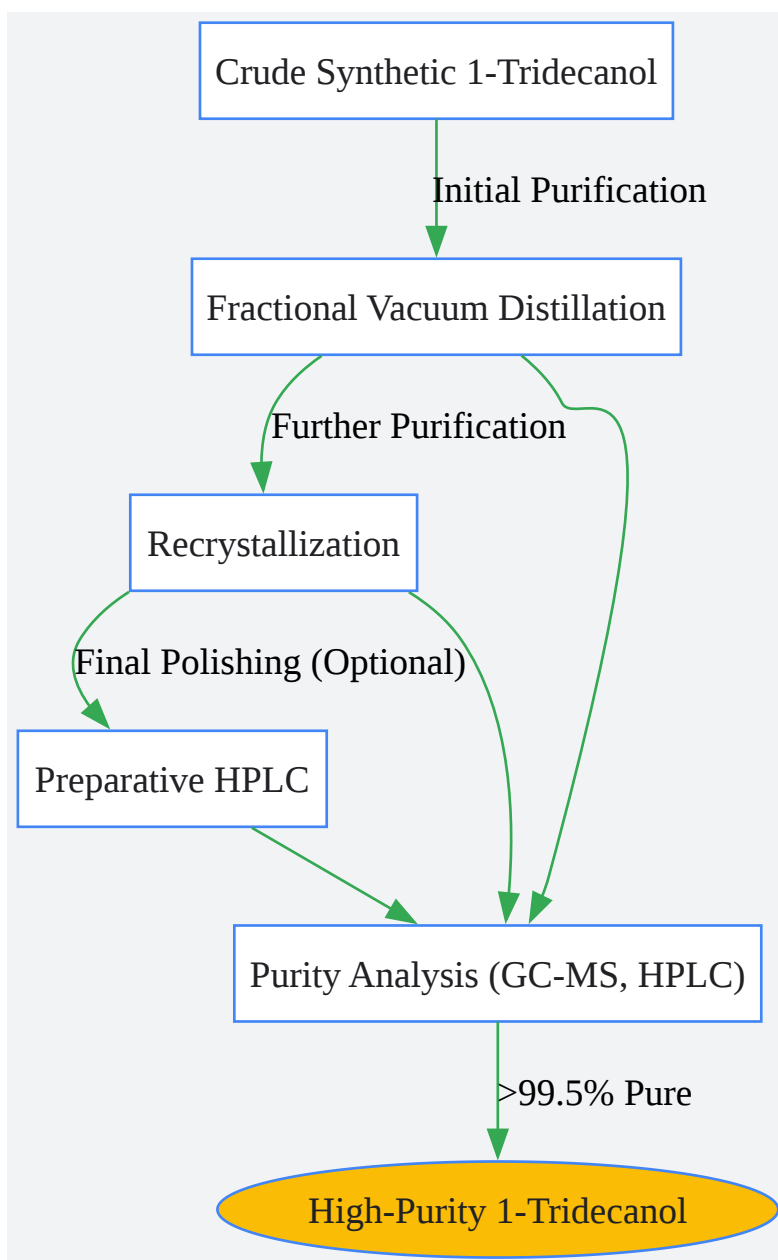 Crude Synthetic 1-Tridecanol
Initial Purification
Fractional Vacuum Distillation
Further Purification
Recrystallization
Final Polishing (Optional)
Preparative HPLC
Purity Analysis (GC-MS, HPLC)
>99.5% Pure
High-Purity 1-Tridecanol